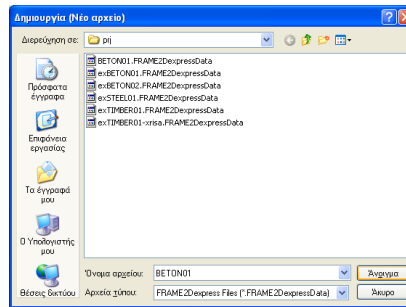 Δημιουργία (Νέο αρχείο)
Διερεύνηση σε:
prj
Πρόσφατα έγγραφα
Επιφάνεια εργασίας
Τα έγγραφά μου
Ο Υπολογιστής μου
Θέσεις δικτύου
BETON01.FRAME2DexpressData
exBETON01.FRAME2DexpressData
exBETON02.FRAME2DexpressData
exSTEEL01.FRAME2DexpressData
exTIMBER01.FRAME2DexpressData
exTIMBER01-xrisa.FRAME2DexpressData
Όνομα αρχείου:
BETON01
Άνοιγμα
Αρχεία τύπου:
FRAME2Dexpress Files (*.FRAME2DexpressData)
Άκυρο